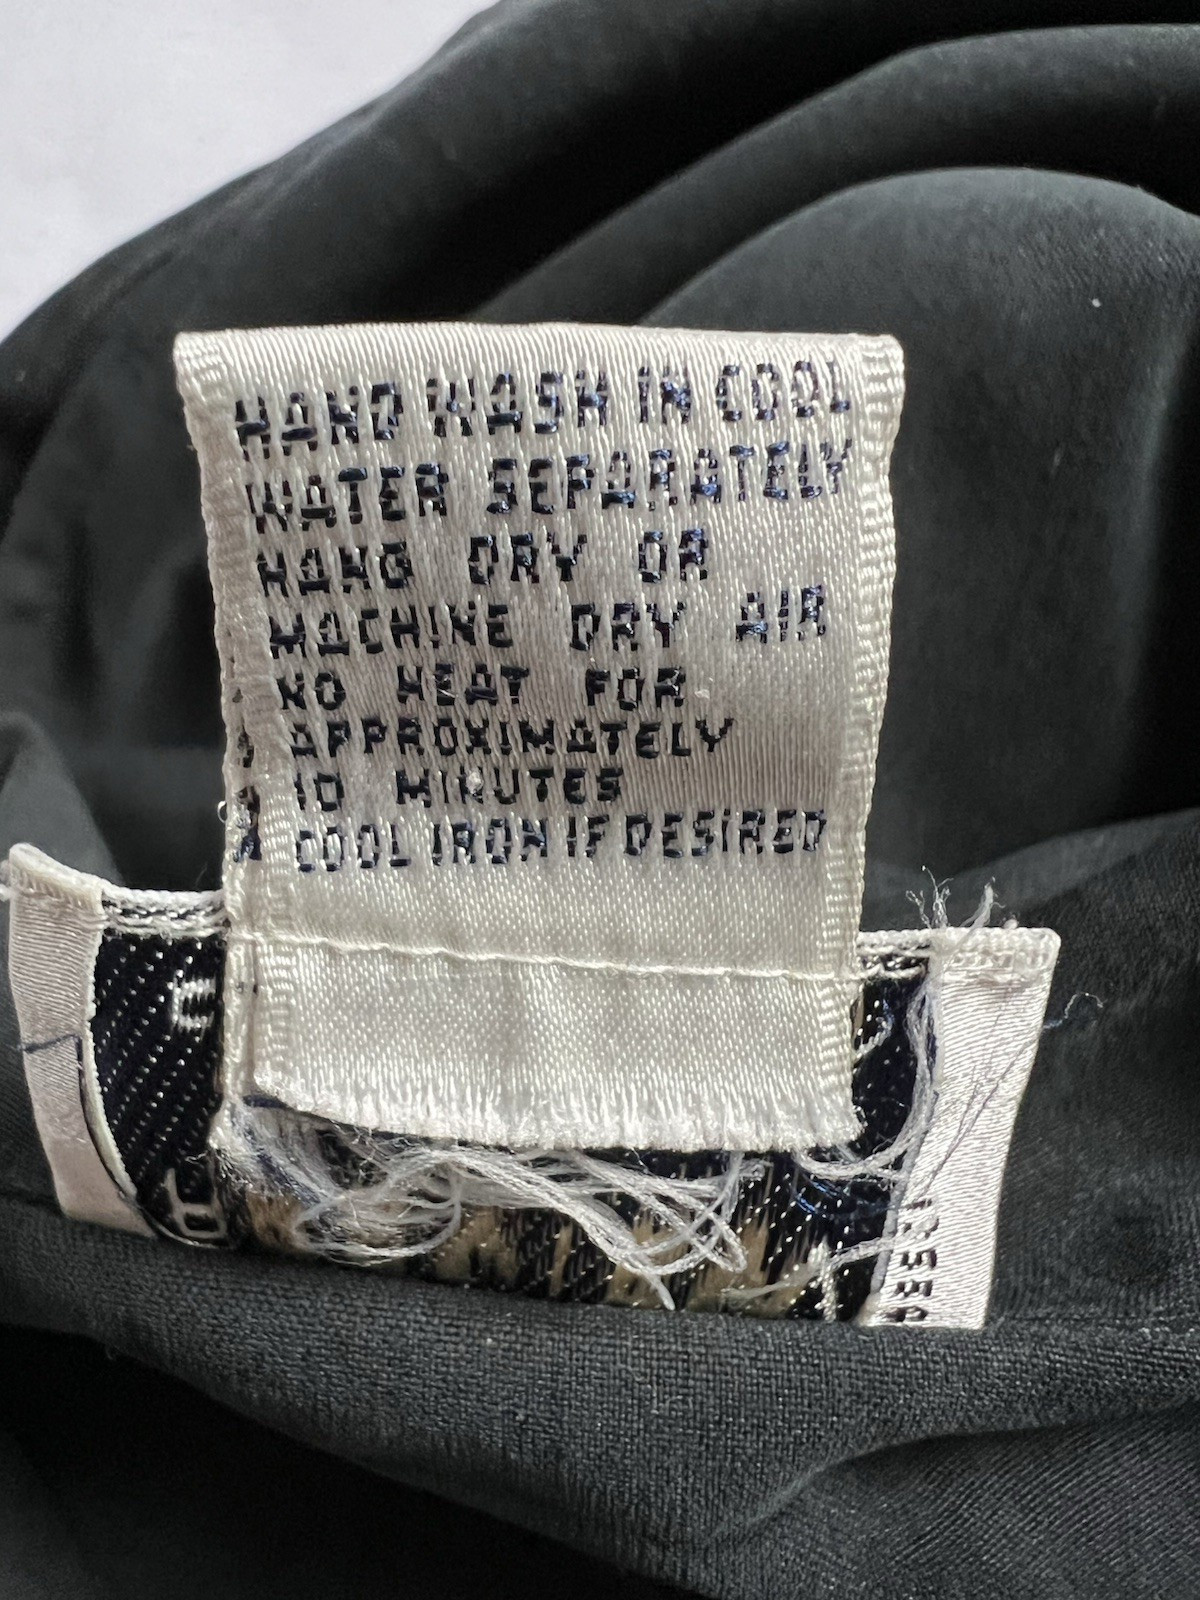 HAND WASH IN COOL
WATER SEPARATELY
HANG DRY OR
MACHINE DRY AIR
NO HEAT FOR
APPROXIMATELY
10 MINUTES
COOL IRON IF DESIRED